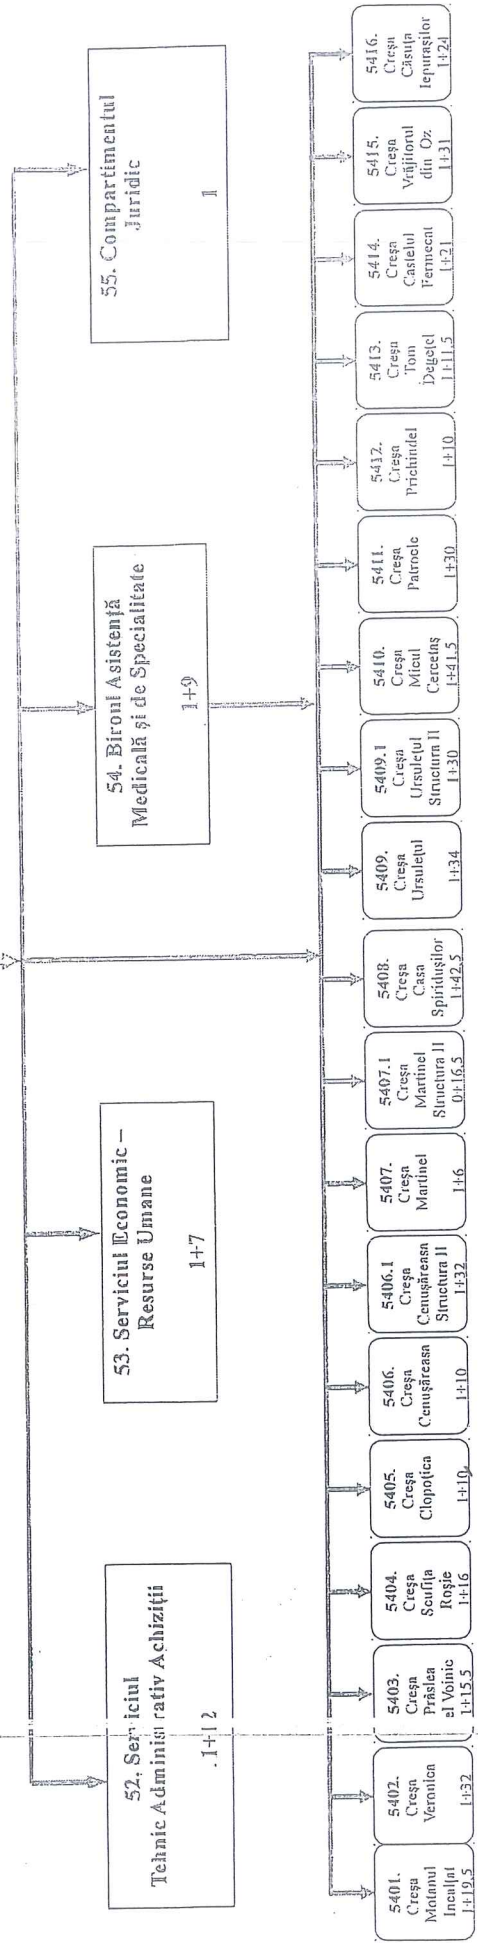 52. Serviciul
Tehnic Administrativ Achiziții
1+12
53. Serviciul Economic –
Resurse Umane
1+7
54. Biroul Asistență
Medicală și de Specialitate
1+9
55. Compartimentul
Juridic
1
5401.
Creșa
Motanul
Incalțat
1+19,5
5402.
Creșa
Veronica
1+32
5403.
Creșa
Prâslea
el Voinic
1+15,5
5404.
Creșa
Scufița
Roșie
1+16
5405.
Creșa
Clopoțica
1+10
5406.
Creșa
Cenușăreasa
1+10
5406.1
Creșa
Cenușăreasa
Structura II
1+32
5407.
Creșa
Martinel
1+6
5407.1
Creșa
Martinel
Structura II
0+16,5
5408.
Creșa
Casa
Spiridușilor
1+42,5
5409.
Creșa
Ursulețul
1+34
5409.1
Creșa
Ursulețul
Structura II
1+30
5410.
Creșa
Micul
Cercetaș
1+41,5
5411.
Creșa
Patrocle
1+30
5412.
Creșa
Prichindel
1+10
5413.
Creșa
Tom
Degețel
1+11,5
5414.
Creșa
Castelul
Fermecat
1+21
5415.
Creșa
Vrăjitorul
din Oz
1+31
5416.
Creșa
Căsuța
Iepurașilor
1+24